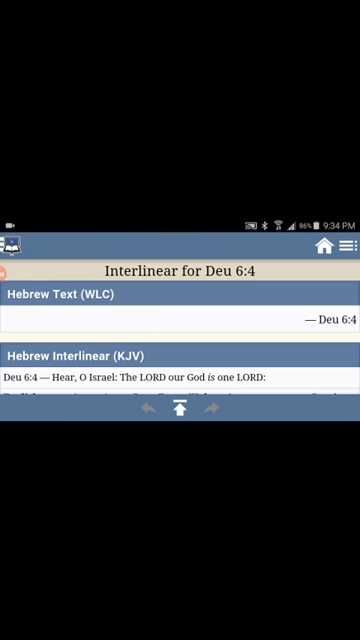 86% 9:34 PM
Interlinear for Deu 6:4
Hebrew Text (WLC)
— Deu 6:4
Hebrew Interlinear (KJV)
Deu 6:4 — Hear, O Israel: The LORD our God is one LORD: